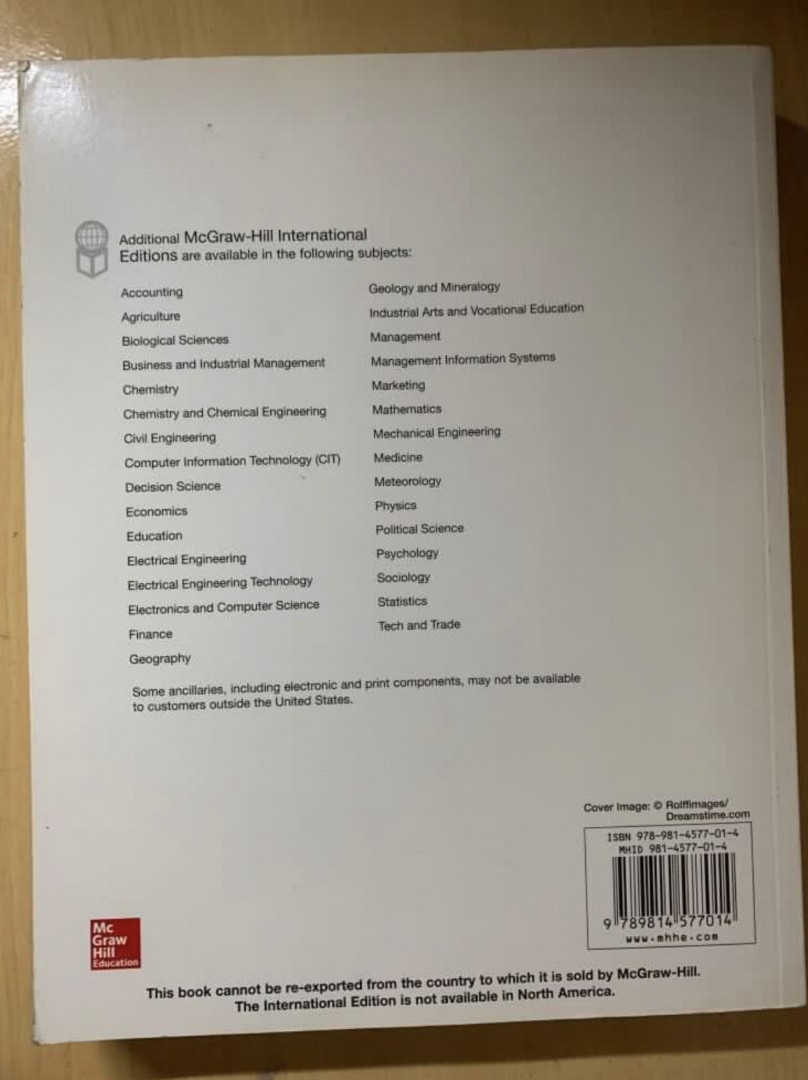 Additional McGraw-Hill International
Editions are available in the following subjects:
Accounting
Agriculture
Biological Sciences
Business and Industrial Management
Chemistry
Chemistry and Chemical Engineering
Civil Engineering
Computer Information Technology (CIT)
Decision Science
Economics
Education
Electrical Engineering
Electrical Engineering Technology
Electronics and Computer Science
Finance
Geography
Geology and Mineralogy
Industrial Arts and Vocational Education
Management
Management Information Systems
Marketing
Mathematics
Mechanical Engineering
Medicine
Meteorology
Physics
Political Science
Psychology
Sociology
Statistics
Tech and Trade
Some ancillaries, including electronic and print components, may not be available
to customers outside the United States.
Cover Image: © Rolffimages/
Dreamstime.com
ISBN 978-981-4577-01-4
MHID 981-4577-01-4
9 789814 577014
www.mhhe.com
Mc
Graw
Hill
Education
This book cannot be re-exported from the country to which it is sold by McGraw-Hill.
The International Edition is not available in North America.